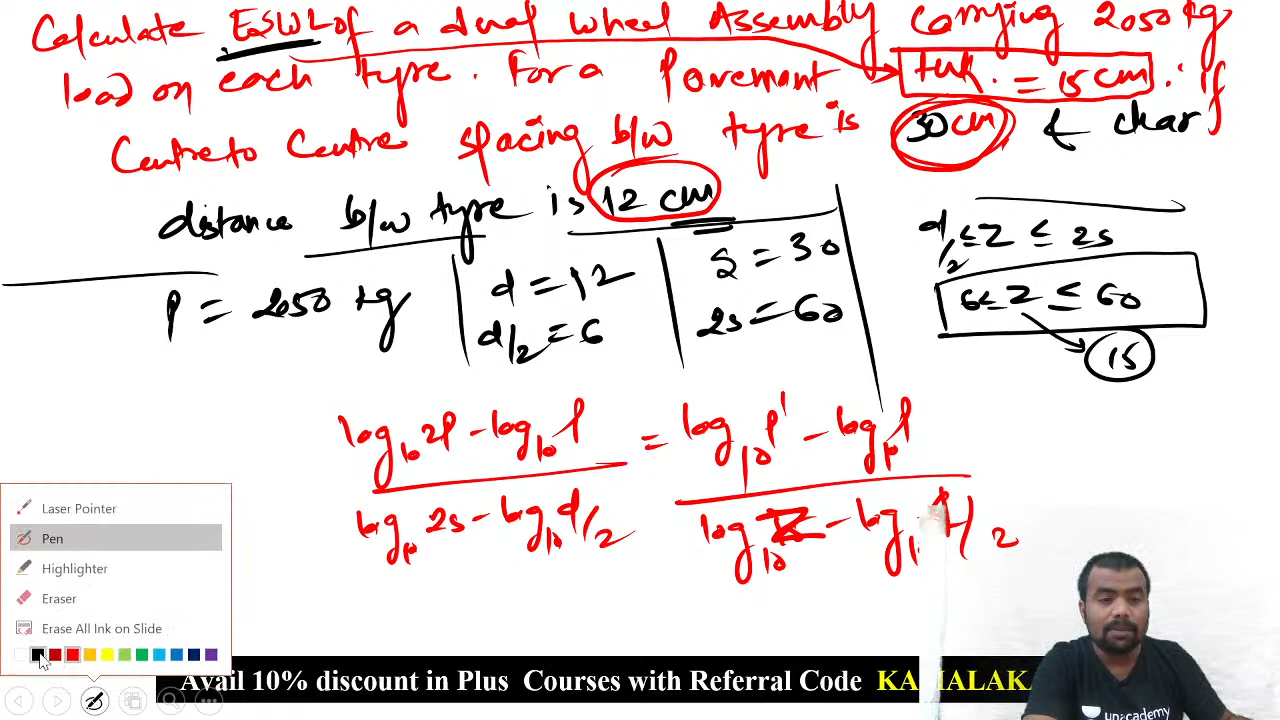 Calculate ESWL of a dual wheel Assembly carrying 2050 kg
load on each tyre. For a Pavement thk. = 15 cm. if
Centre to Centre spacing b/w tyre is 30 cm & clear
distance b/w tyre is 12 cm
P = 2050 kg
d = 12
d/2 = 6
S = 30
2s = 60
d/2 ≤ Z ≤ 2s
6 ≤ Z ≤ 60
15
log₁₀ 2P - log₁₀ P = log₁₀ P' - log₁₀ P
log₁₀ 2s - log₁₀ d/2 log₁₀ Z - log₁₀ d/2
Laser Pointer
Pen
Highlighter
Eraser
Erase All Ink on Slide
Avail 10% discount in Plus Courses with Referral Code
unacademy